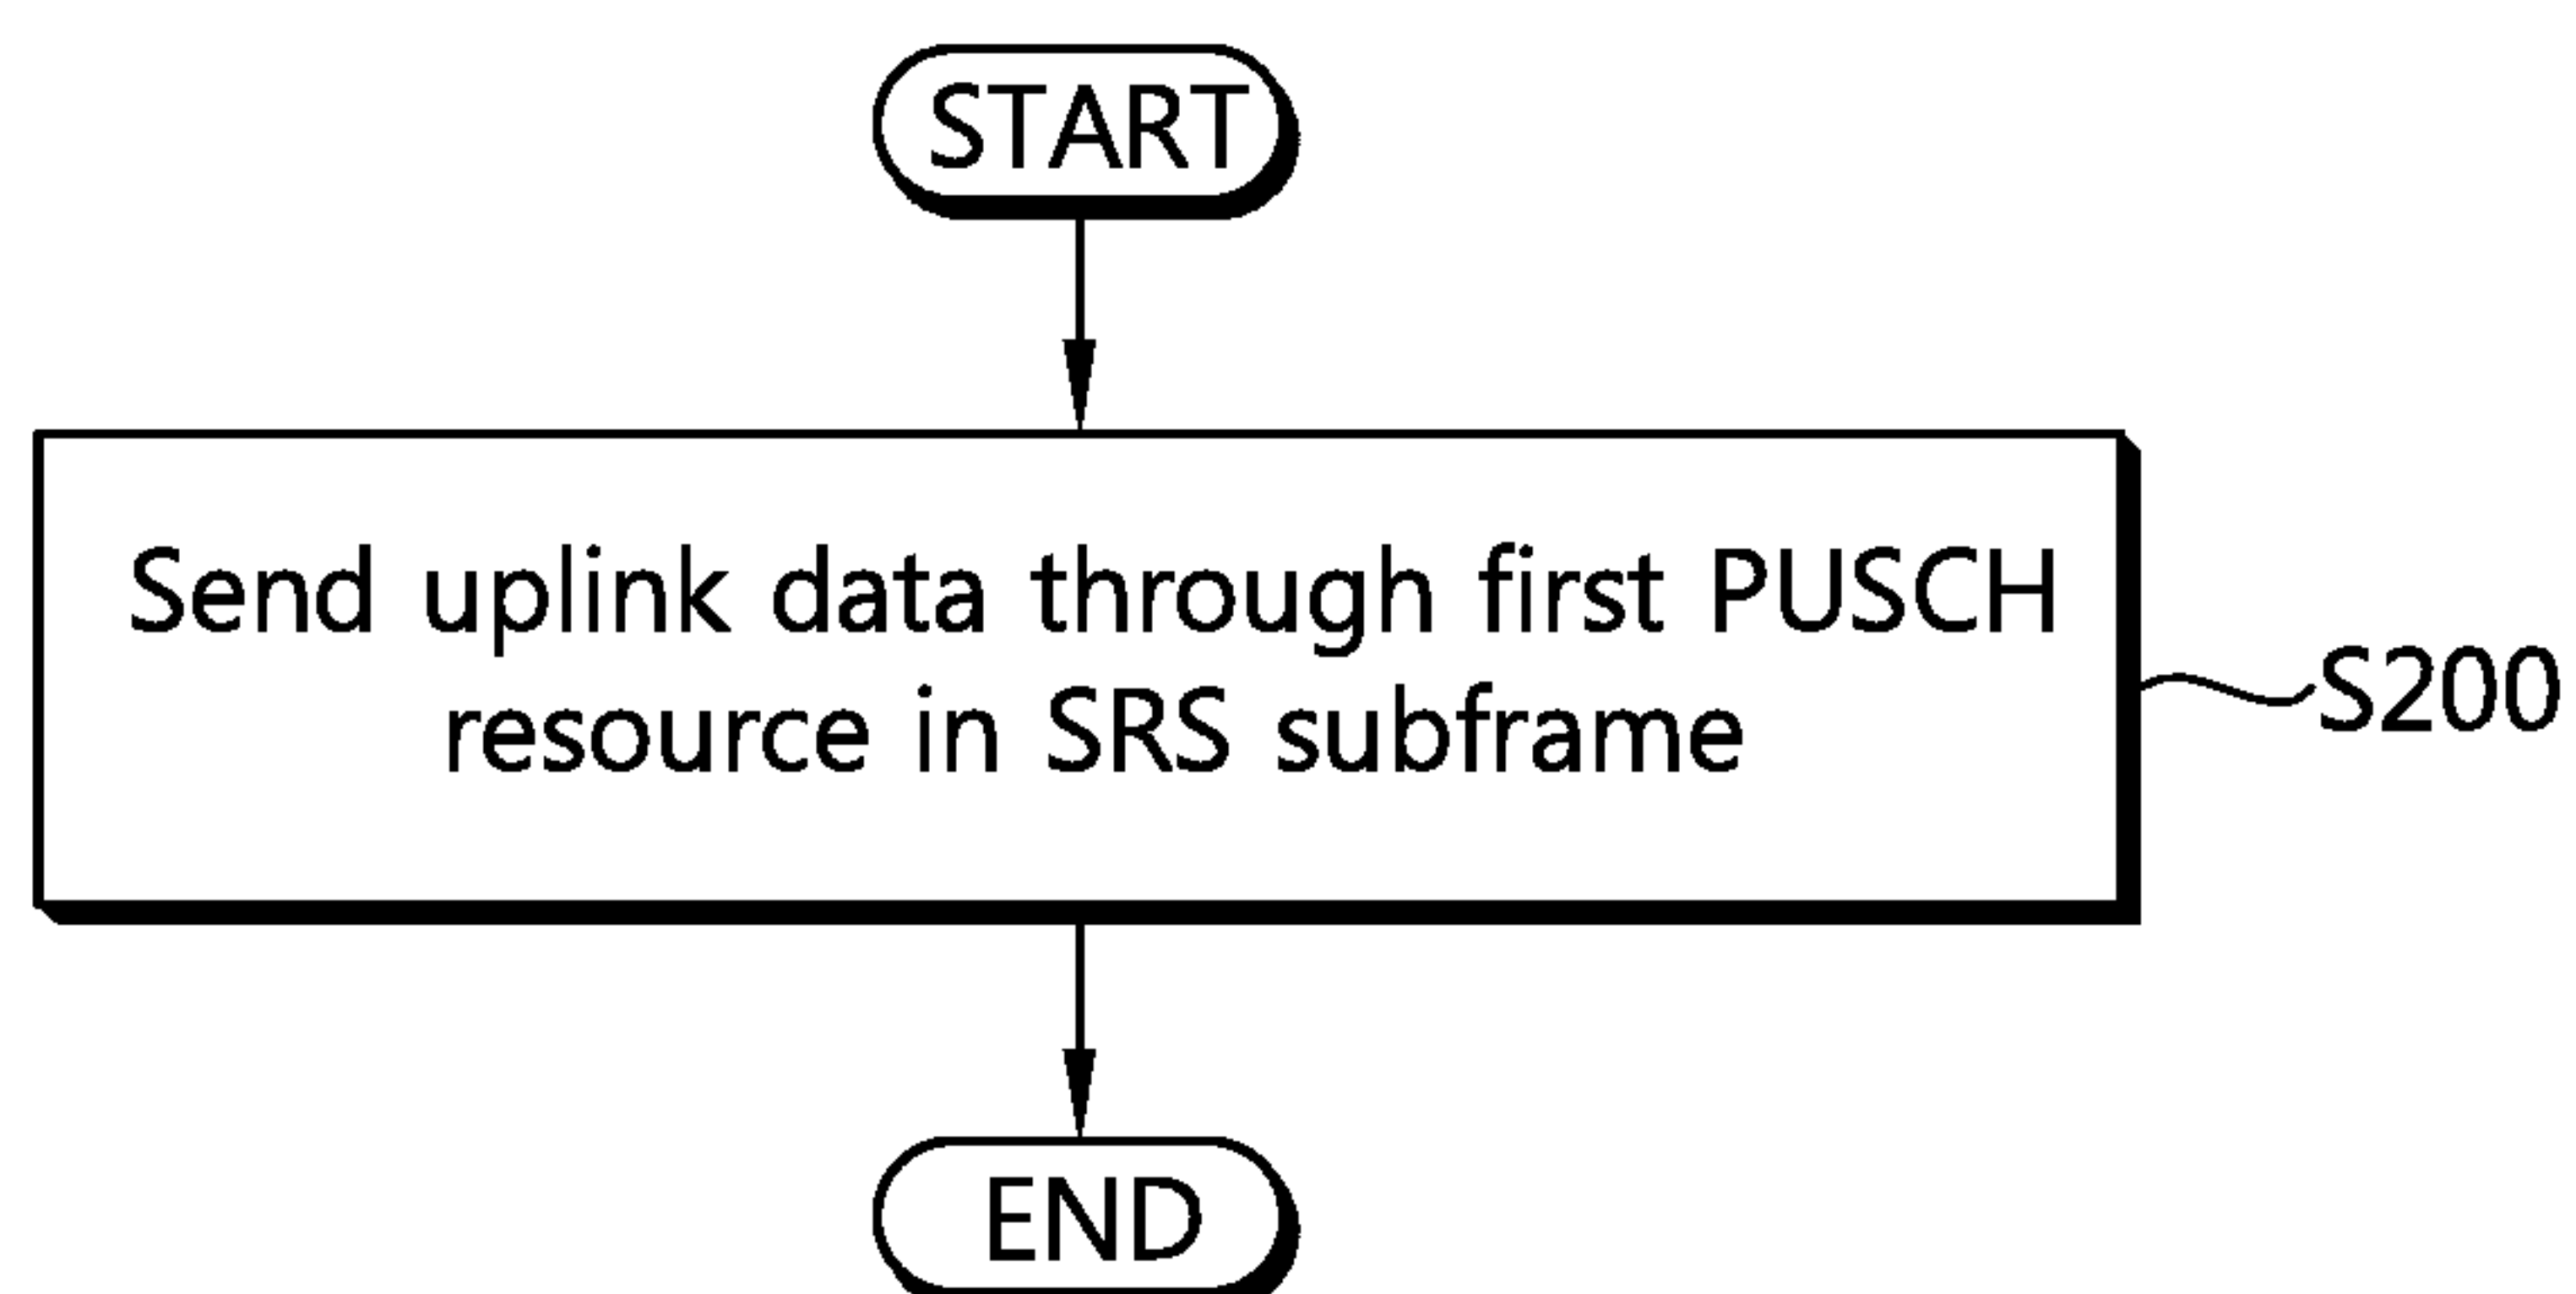 START
Send uplink data through first PUSCH
resource in SRS subframe
S200
END